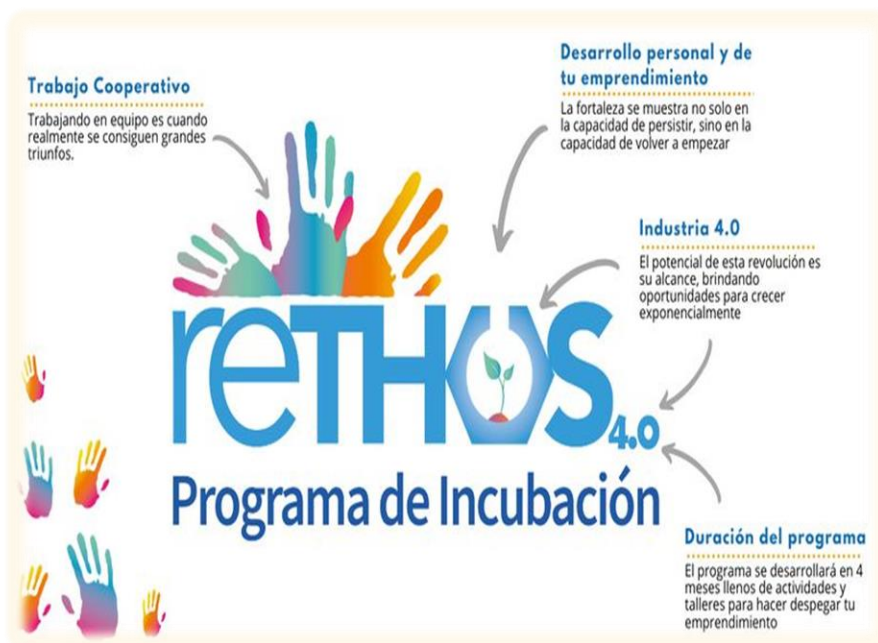 Trabajo Cooperativo
Trabajando en equipo es cuando
realmente se consiguen grandes
triunfos.
Desarrollo personal y de
tu emprendimiento
La fortaleza se muestra no solo en
la capacidad de persistir, sino en la
capacidad de volver a empezar
Industria 4.0
El potencial de esta revolución es
su alcance, brindando
oportunidades para crecer
exponencialmente
reTHOS 4.0
Programa de Incubación
Duración del programa
El programa se desarrollará en 4
meses llenos de actividades y
talleres para hacer despegar tu
emprendimiento